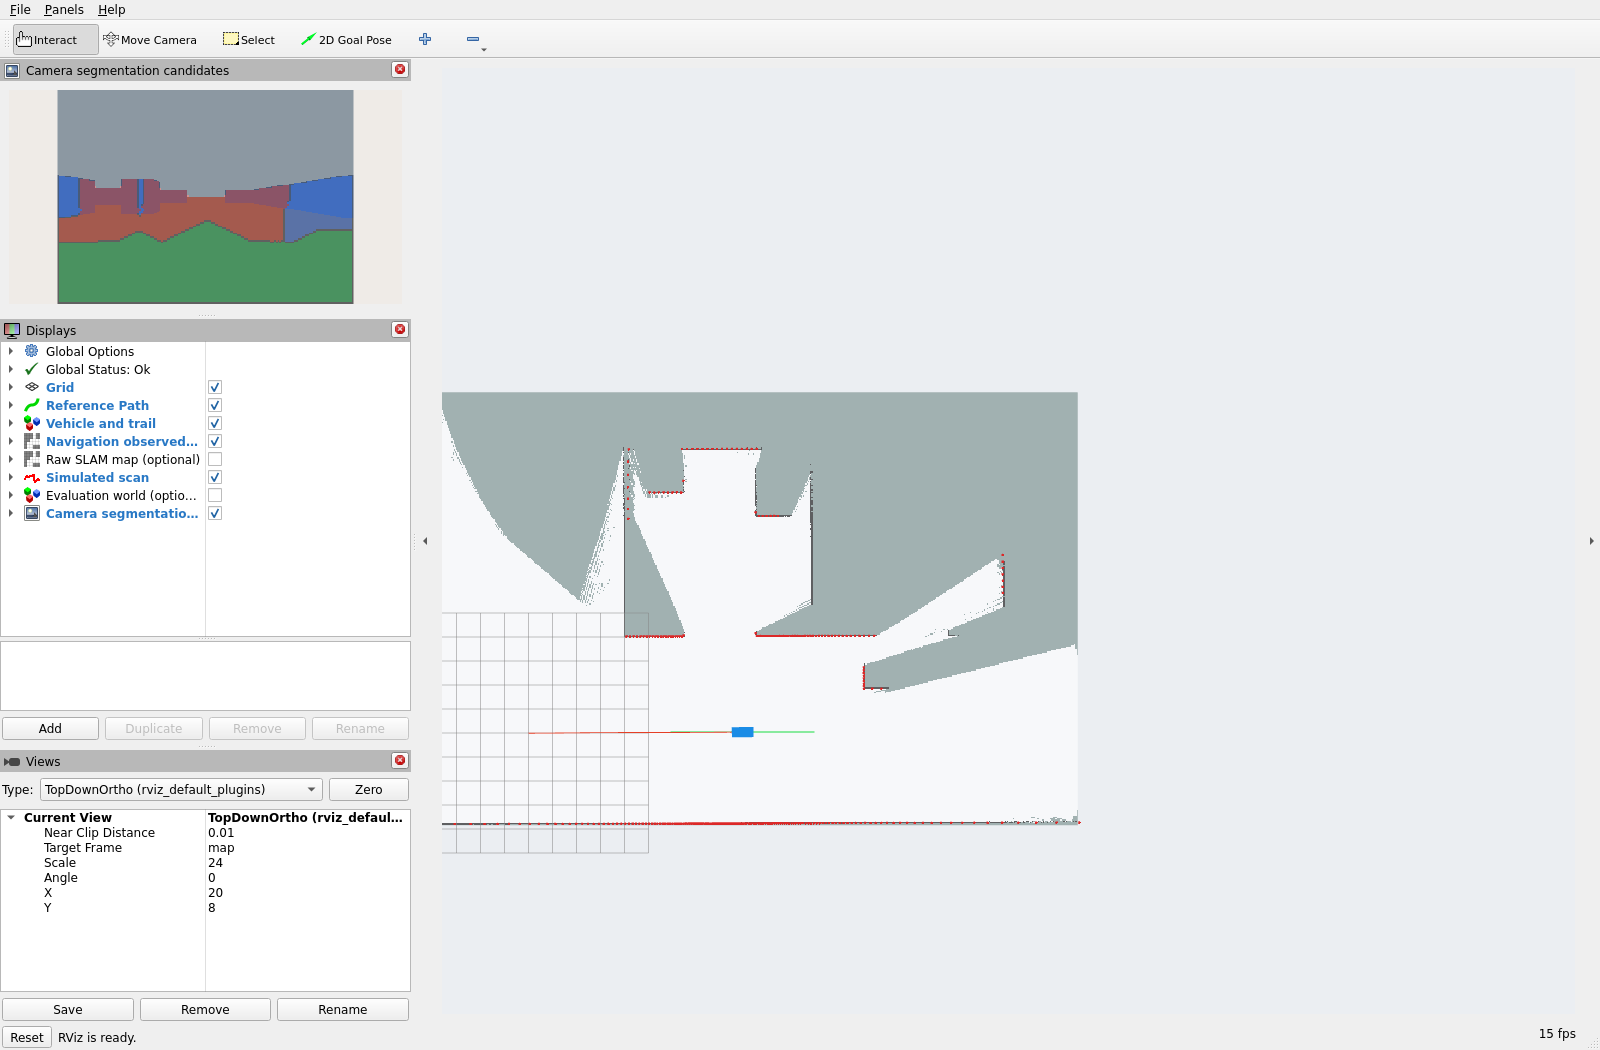 File Panels Help
Interact Move Camera Select 2D Goal Pose
Camera segmentation candidates
Displays
Global Options
Global Status: Ok
Grid
Reference Path
Vehicle and trail
Navigation observed...
Raw SLAM map (optional)
Simulated scan
Evaluation world (optio...
Camera segmentatio...
Add Duplicate Remove Rename
Views
Type: TopDownOrtho (rviz_default_plugins) Zero
Current View TopDownOrtho (rviz_defaul...
Near Clip Distance 0.01
Target Frame map
Scale 24
Angle 0
X 20
Y 8
Save Remove Rename
Reset RViz is ready. 15 fps